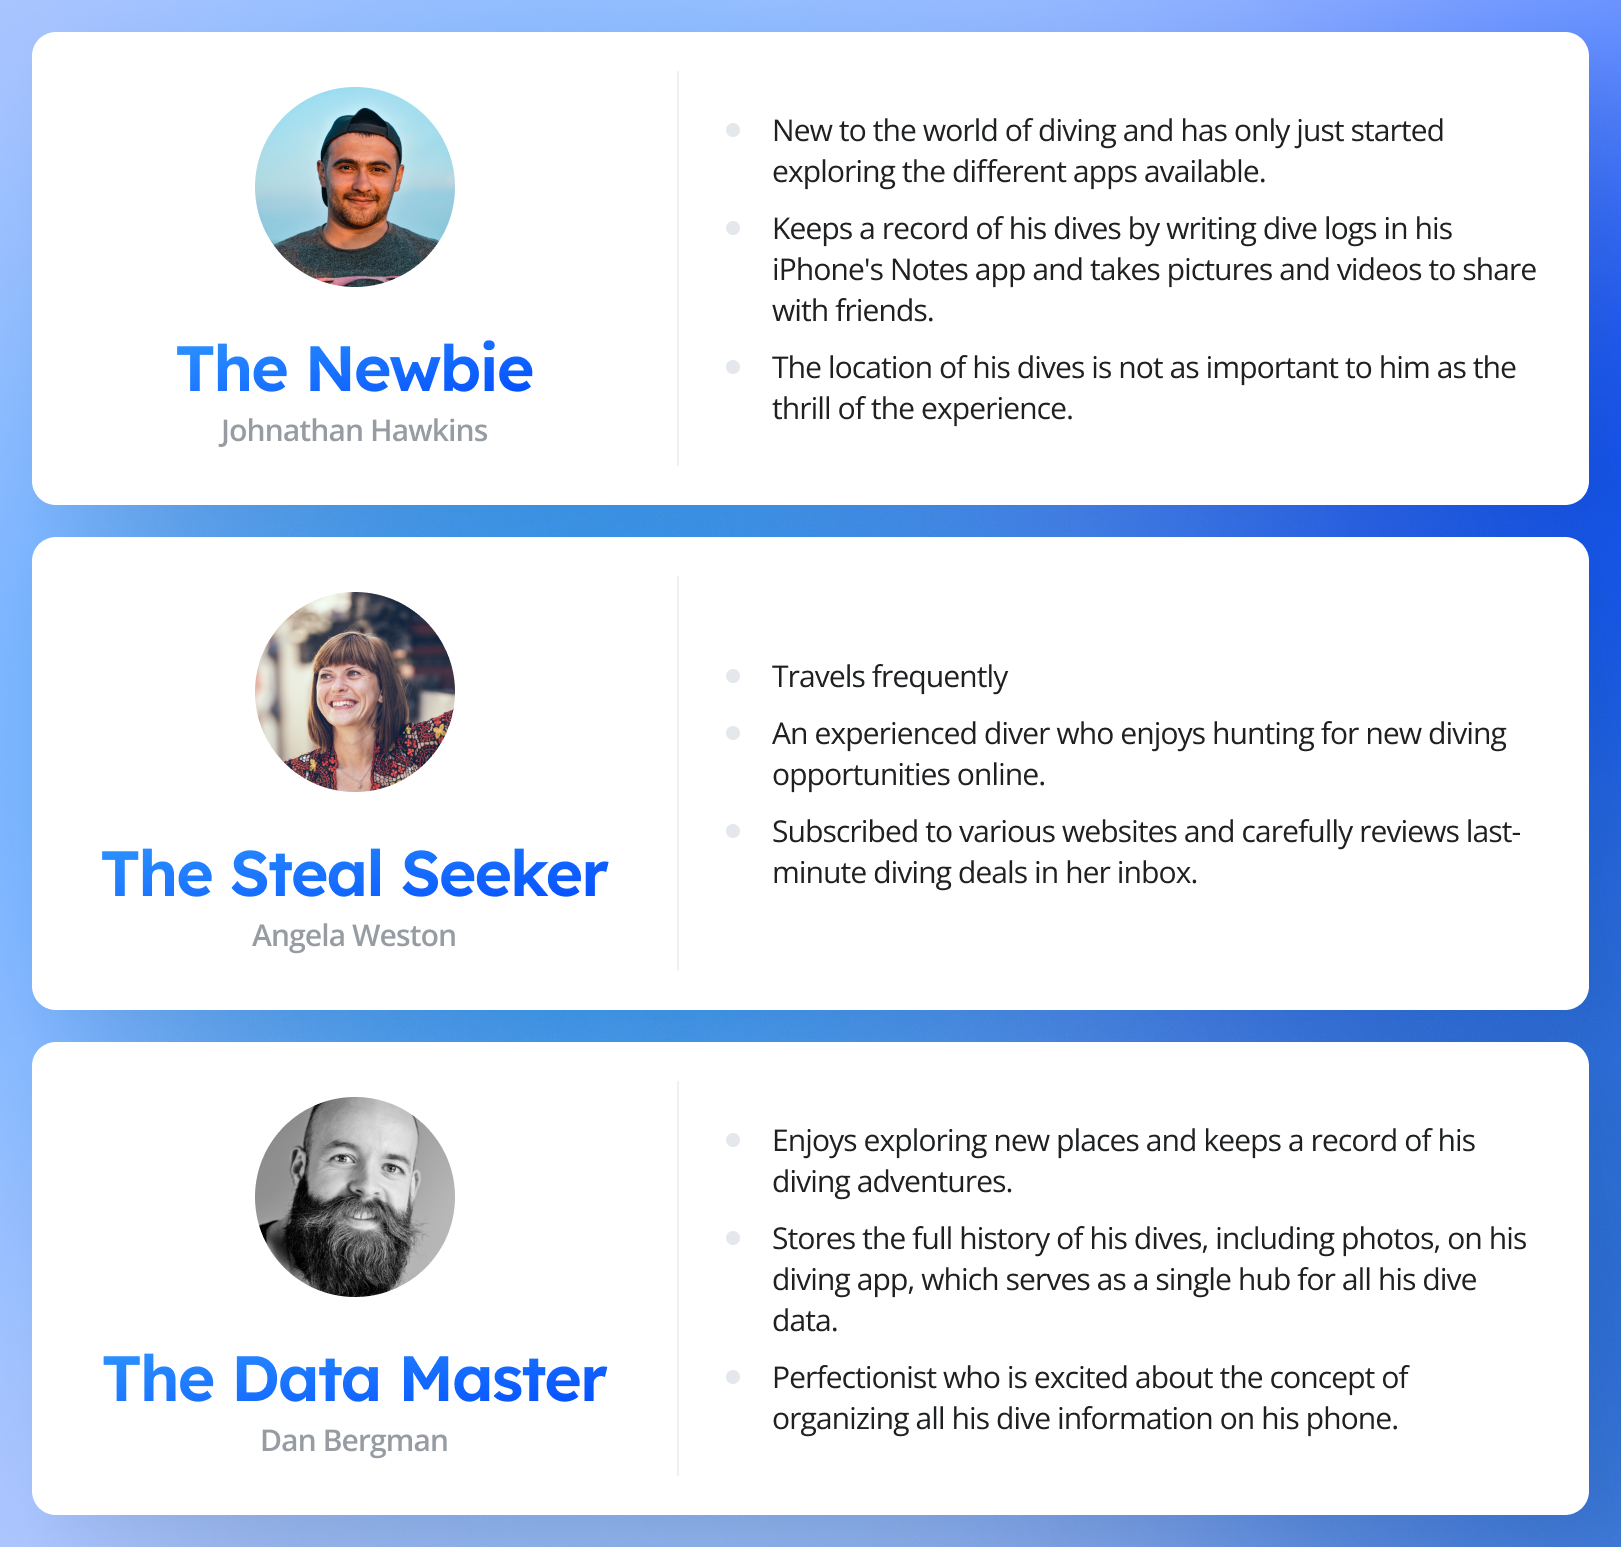 The Newbie
Johnathan Hawkins
New to the world of diving and has only just started
exploring the different apps available.
Keeps a record of his dives by writing dive logs in his
iPhone's Notes app and takes pictures and videos to share
with friends.
The location of his dives is not as important to him as the
thrill of the experience.
The Steal Seeker
Angela Weston
Travels frequently
An experienced diver who enjoys hunting for new diving
opportunities online.
Subscribed to various websites and carefully reviews last-
minute diving deals in her inbox.
The Data Master
Dan Bergman
Enjoys exploring new places and keeps a record of his
diving adventures.
Stores the full history of his dives, including photos, on his
diving app, which serves as a single hub for all his dive
data.
Perfectionist who is excited about the concept of
organizing all his dive information on his phone.